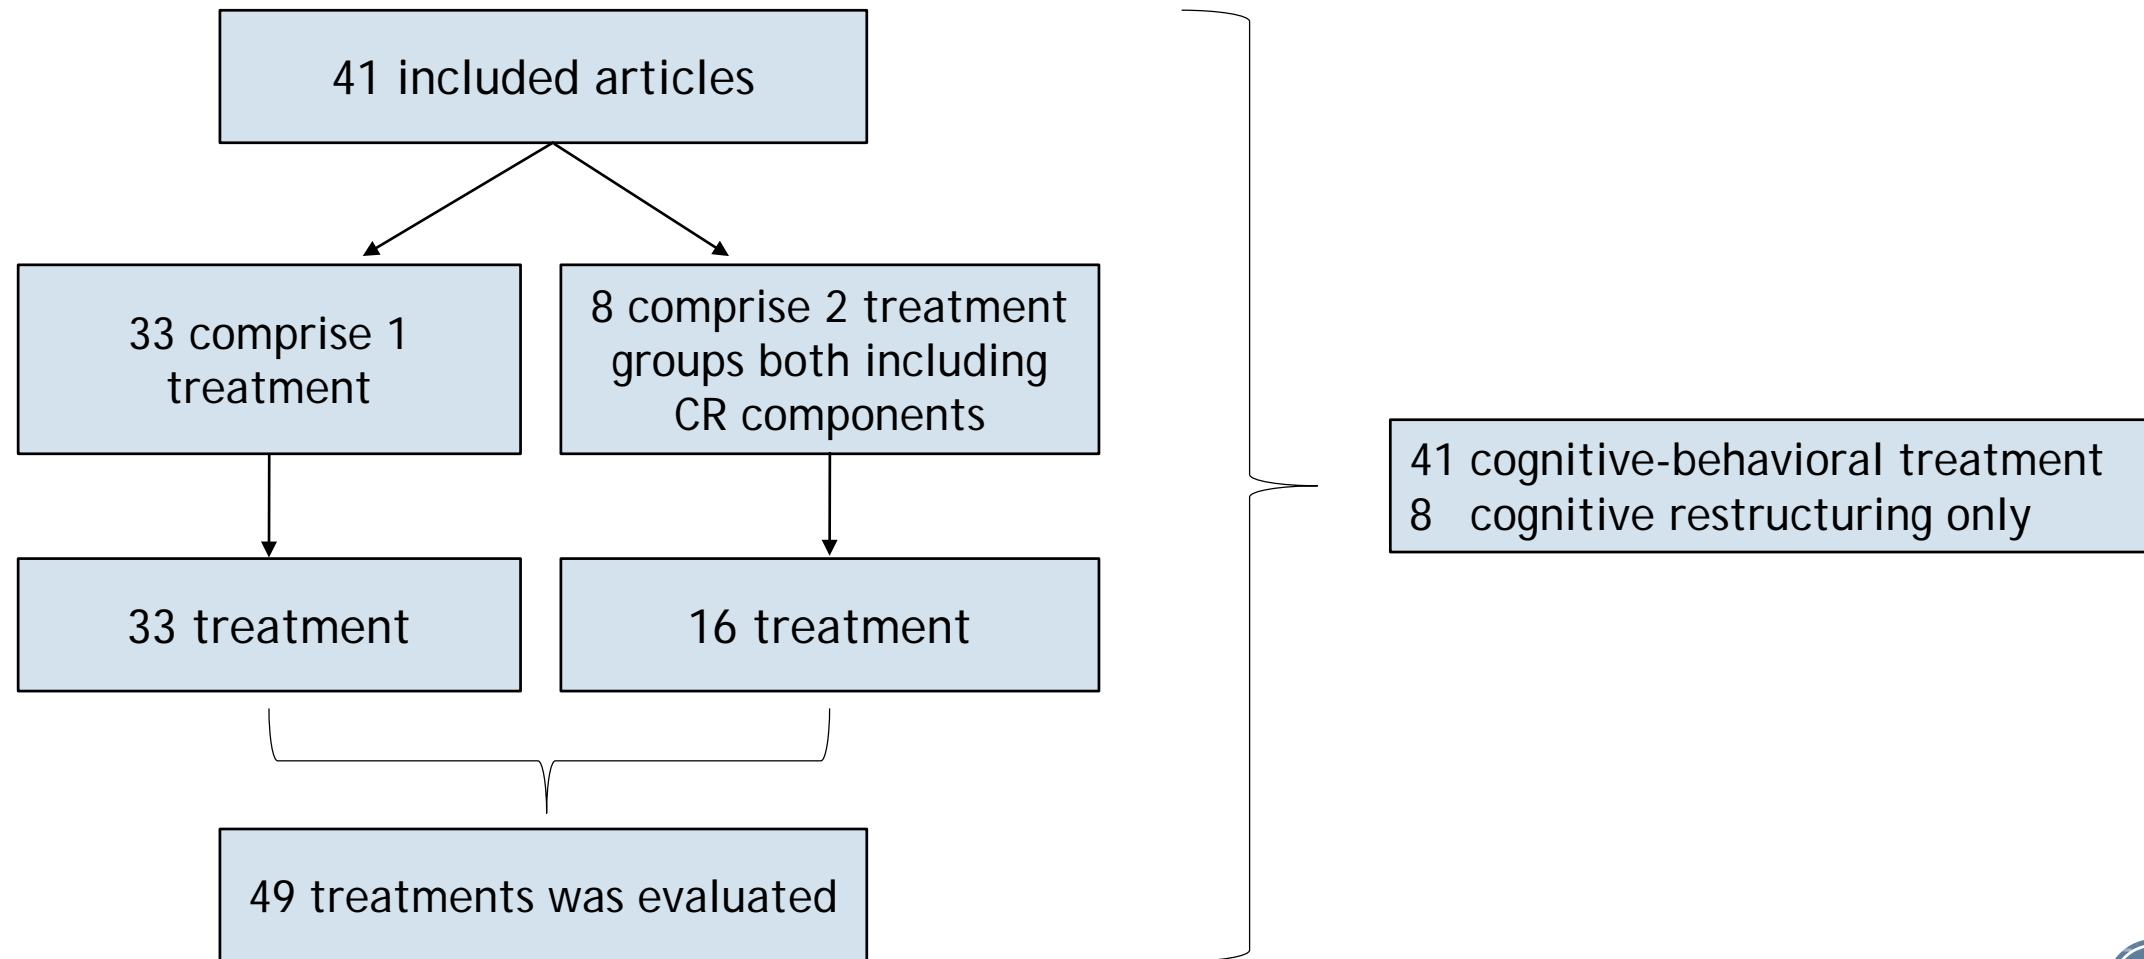 41 included articles
33 comprise 1
treatment
8 comprise 2 treatment
groups both including
CR components
33 treatment
16 treatment
49 treatments was evaluated
41 cognitive-behavioral treatment
8 cognitive restructuring only